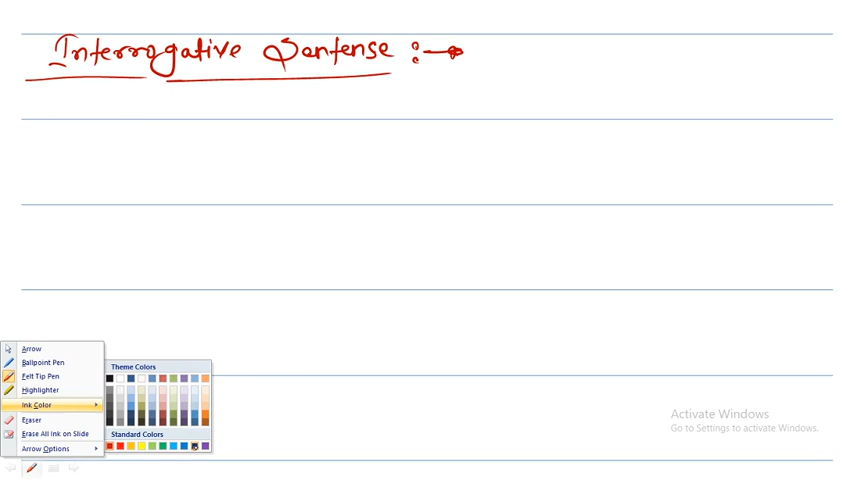 Interrogative Sentense :→
Arrow
Ballpoint Pen
Felt Tip Pen
Highlighter
Ink Color
Eraser
Erase All Ink on Slide
Arrow Options
Theme Colors
Standard Colors
Activate Windows
Go to Settings to activate Windows.